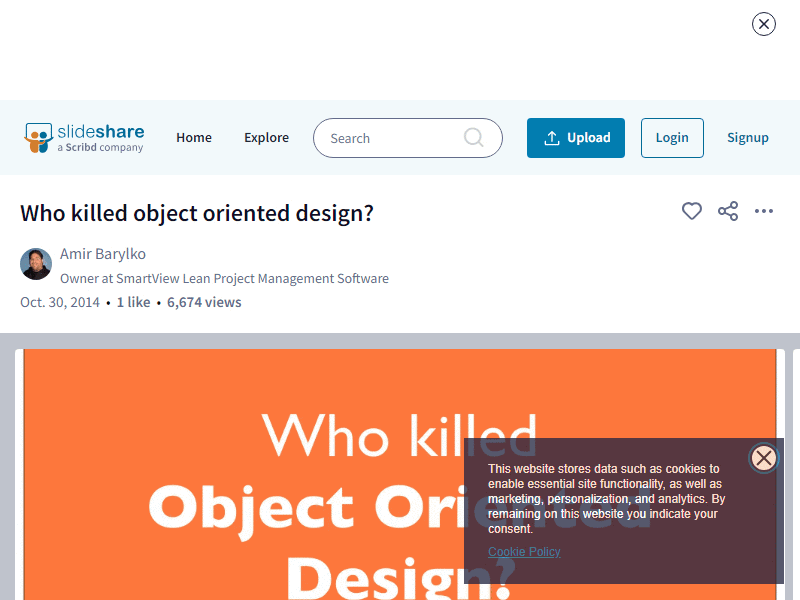 slideshare
a Scribd company
Home
Explore
Search
Upload
Login
Signup
Who killed object oriented design?
Amir Barylko
Owner at SmartView Lean Project Management Software
Oct. 30, 2014 • 1 like • 6,674 views
Who killed
Object Oriented
Design?
This website stores data such as cookies to
enable essential site functionality, as well as
marketing, personalization, and analytics. By
remaining on this website you indicate your
consent.
Cookie Policy